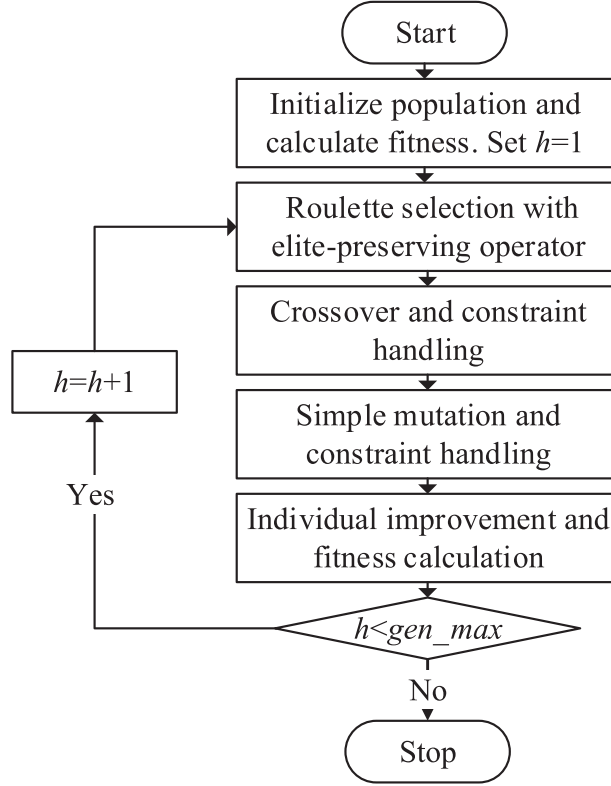 Start
Initialize population and
calculate fitness. Set h=1
Roulette selection with
elite-preserving operator
Crossover and constraint
handling
h=h+1
Simple mutation and
constraint handling
Yes
Individual improvement and
fitness calculation
h<gen_max
No
Stop